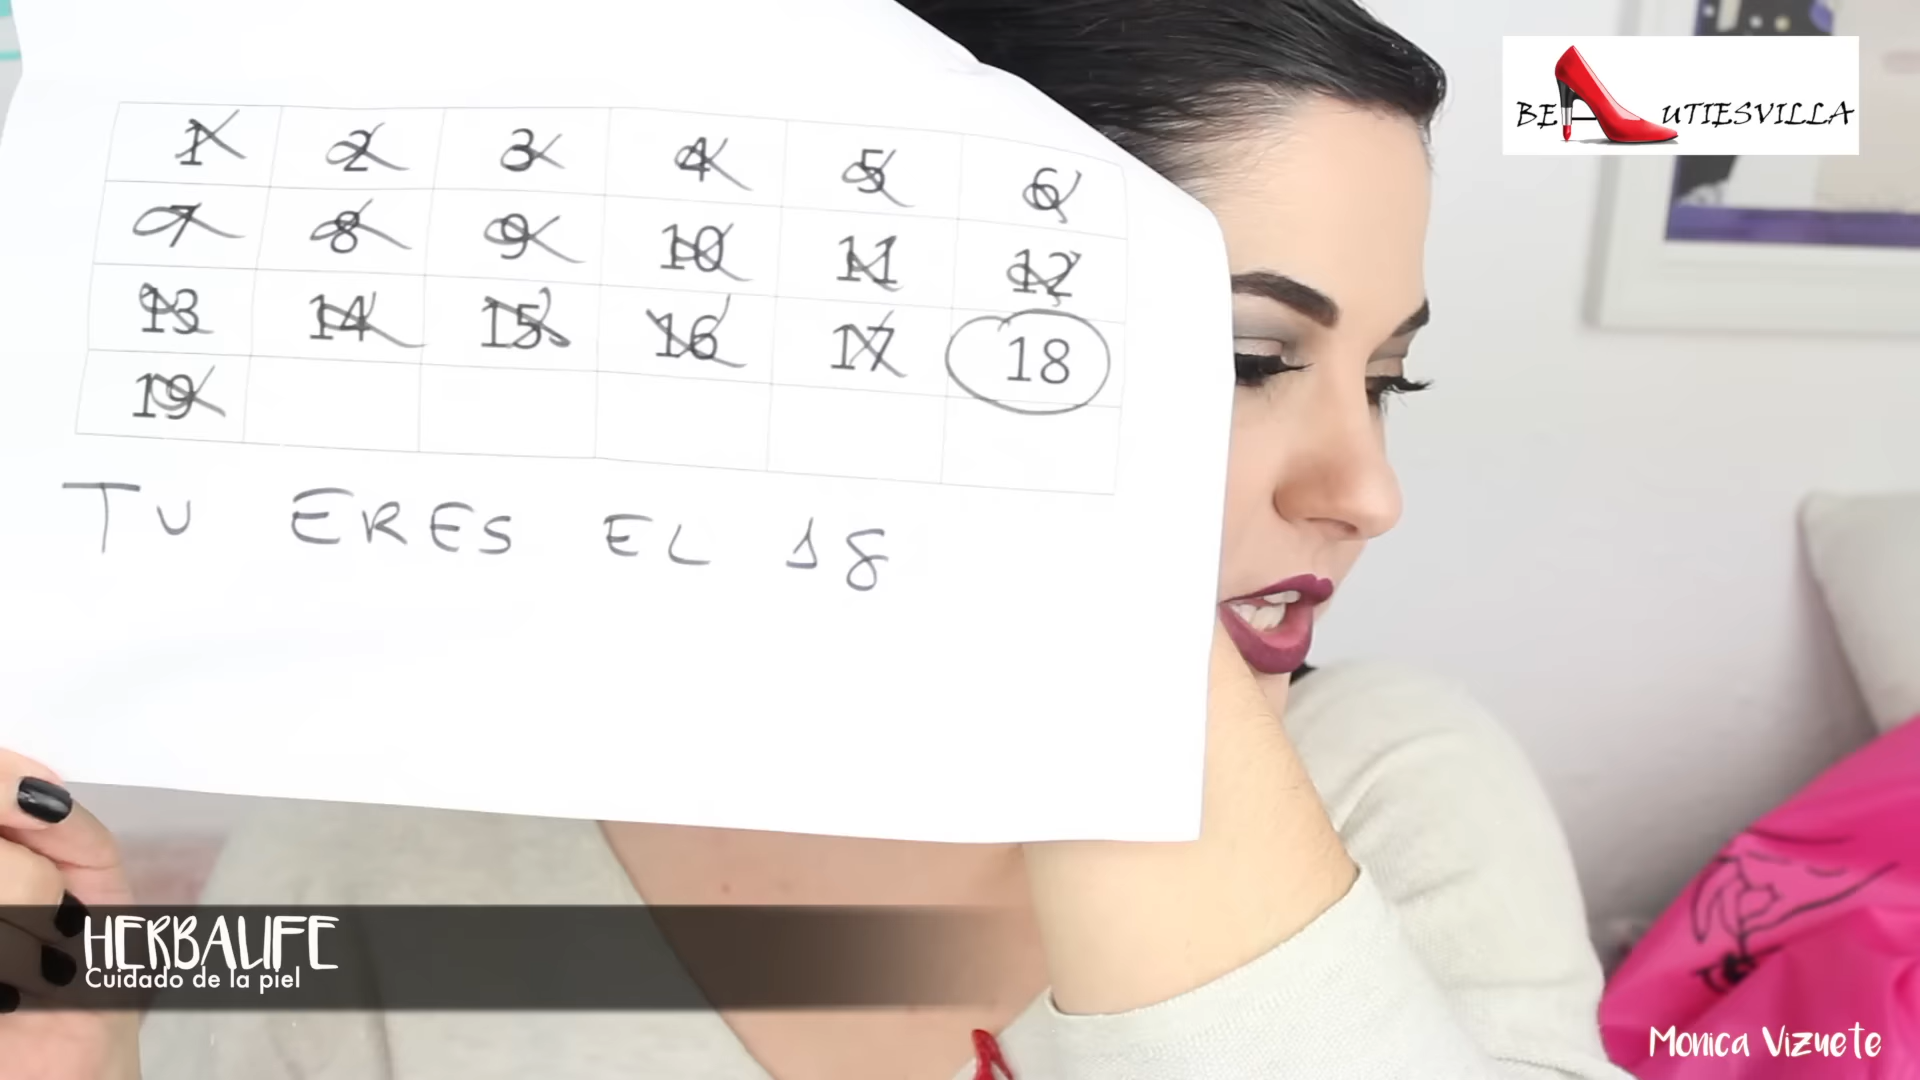 BEAUTIESVILLA
1 2 3 4 5 6
7 8 9 10 11 12
13 14 15 16 17 18
19
TU ERES EL 18
HERBALIFE
Cuidado de la piel
Monica Vizuete